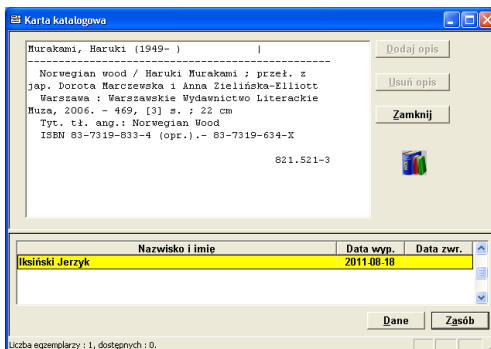 Karta katalogowa
Murakami, Haruki (1949- ) |
------------------------------------------------
Norwegian wood / Haruki Murakami ; przeł. z
jap. Dorota Marczewska i Anna Zielińska-Elliott
Warszawa : Warszawskie Wydawnictwo Literackie
Muza, 2006. - 469, [3] s. ; 22 cm
Tyt. tł. ang.: Norwegian Wood
ISBN 83-7319-833-4 (opr.).- 83-7319-634-X
821.521-3
Dodaj opis
Usuń opis
Zamknij
Nazwisko i imię Data wyp. Data zwr.
Iksiński Jerzyk 2011-08-18
Dane Zasób
Liczba egzemplarzy : 1, dostępnych : 0.